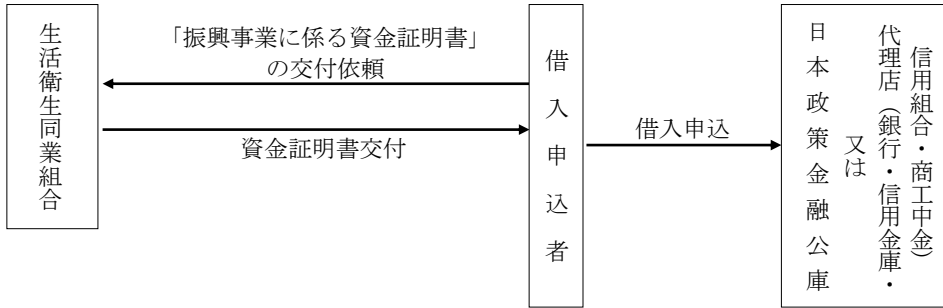 生活衛生同業組合
「振興事業に係る資金証明書」
の交付依頼
資金証明書交付
借入申込者
借入申込
日本政策金融公庫
又は
代理店（銀行・信用金庫・
信用組合・商工中金）